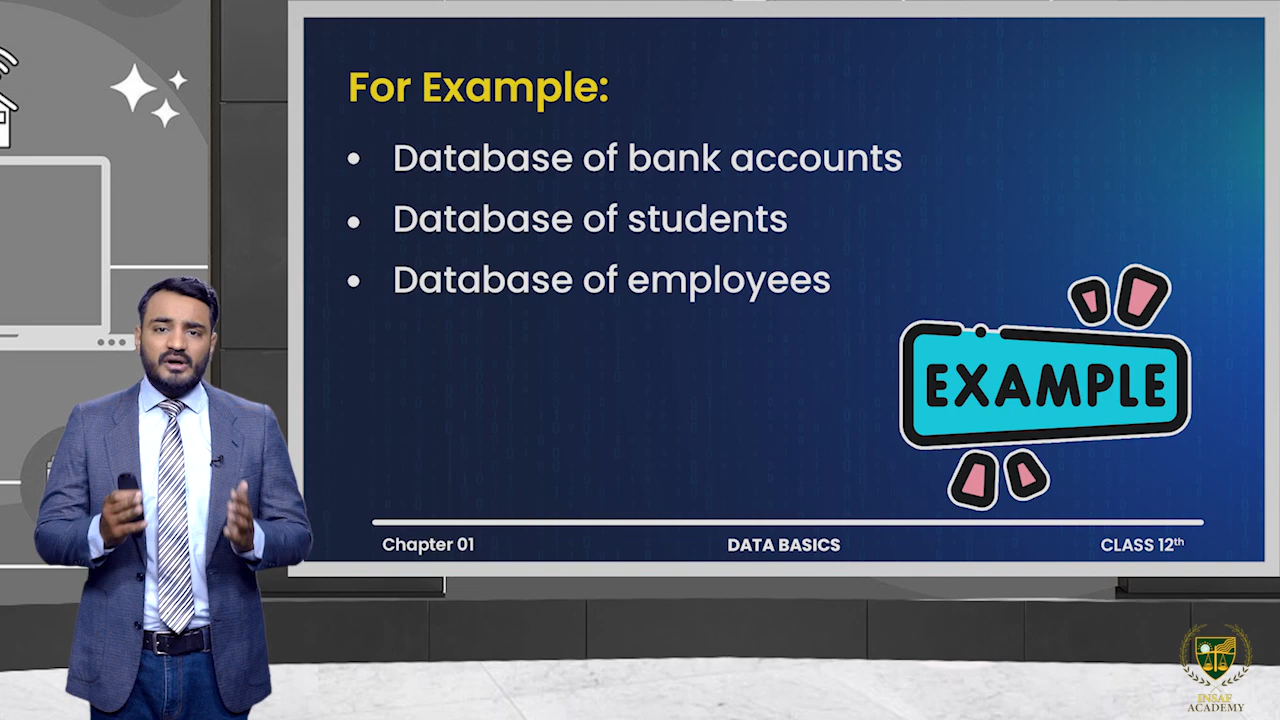 For Example:
• Database of bank accounts
• Database of students
• Database of employees
EXAMPLE
Chapter 01
DATA BASICS
CLASS 12th
INSAF
ACADEMY